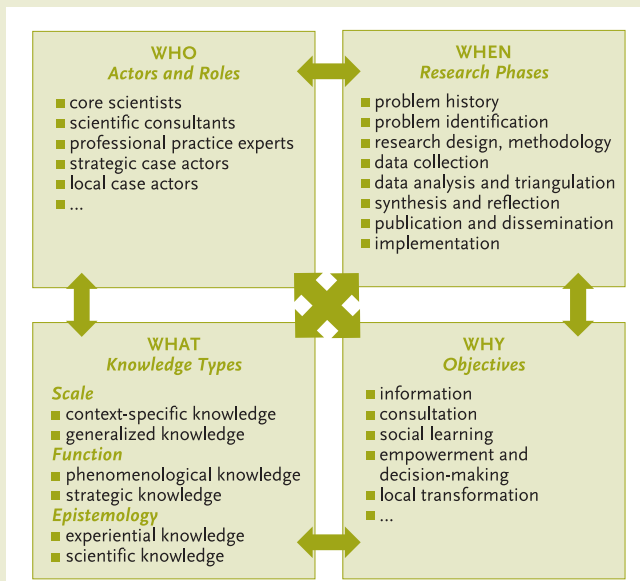 WHO
Actors and Roles
■ core scientists
■ scientific consultants
■ professional practice experts
■ strategic case actors
■ local case actors
■ ...
WHEN
Research Phases
■ problem history
■ problem identification
■ research design, methodology
■ data collection
■ data analysis and triangulation
■ synthesis and reflection
■ publication and dissemination
■ implementation
WHAT
Knowledge Types
Scale
■ context-specific knowledge
■ generalized knowledge
Function
■ phenomenological knowledge
■ strategic knowledge
Epistemology
■ experiential knowledge
■ scientific knowledge
WHY
Objectives
■ information
■ consultation
■ social learning
■ empowerment and
decision-making
■ local transformation
■ ...